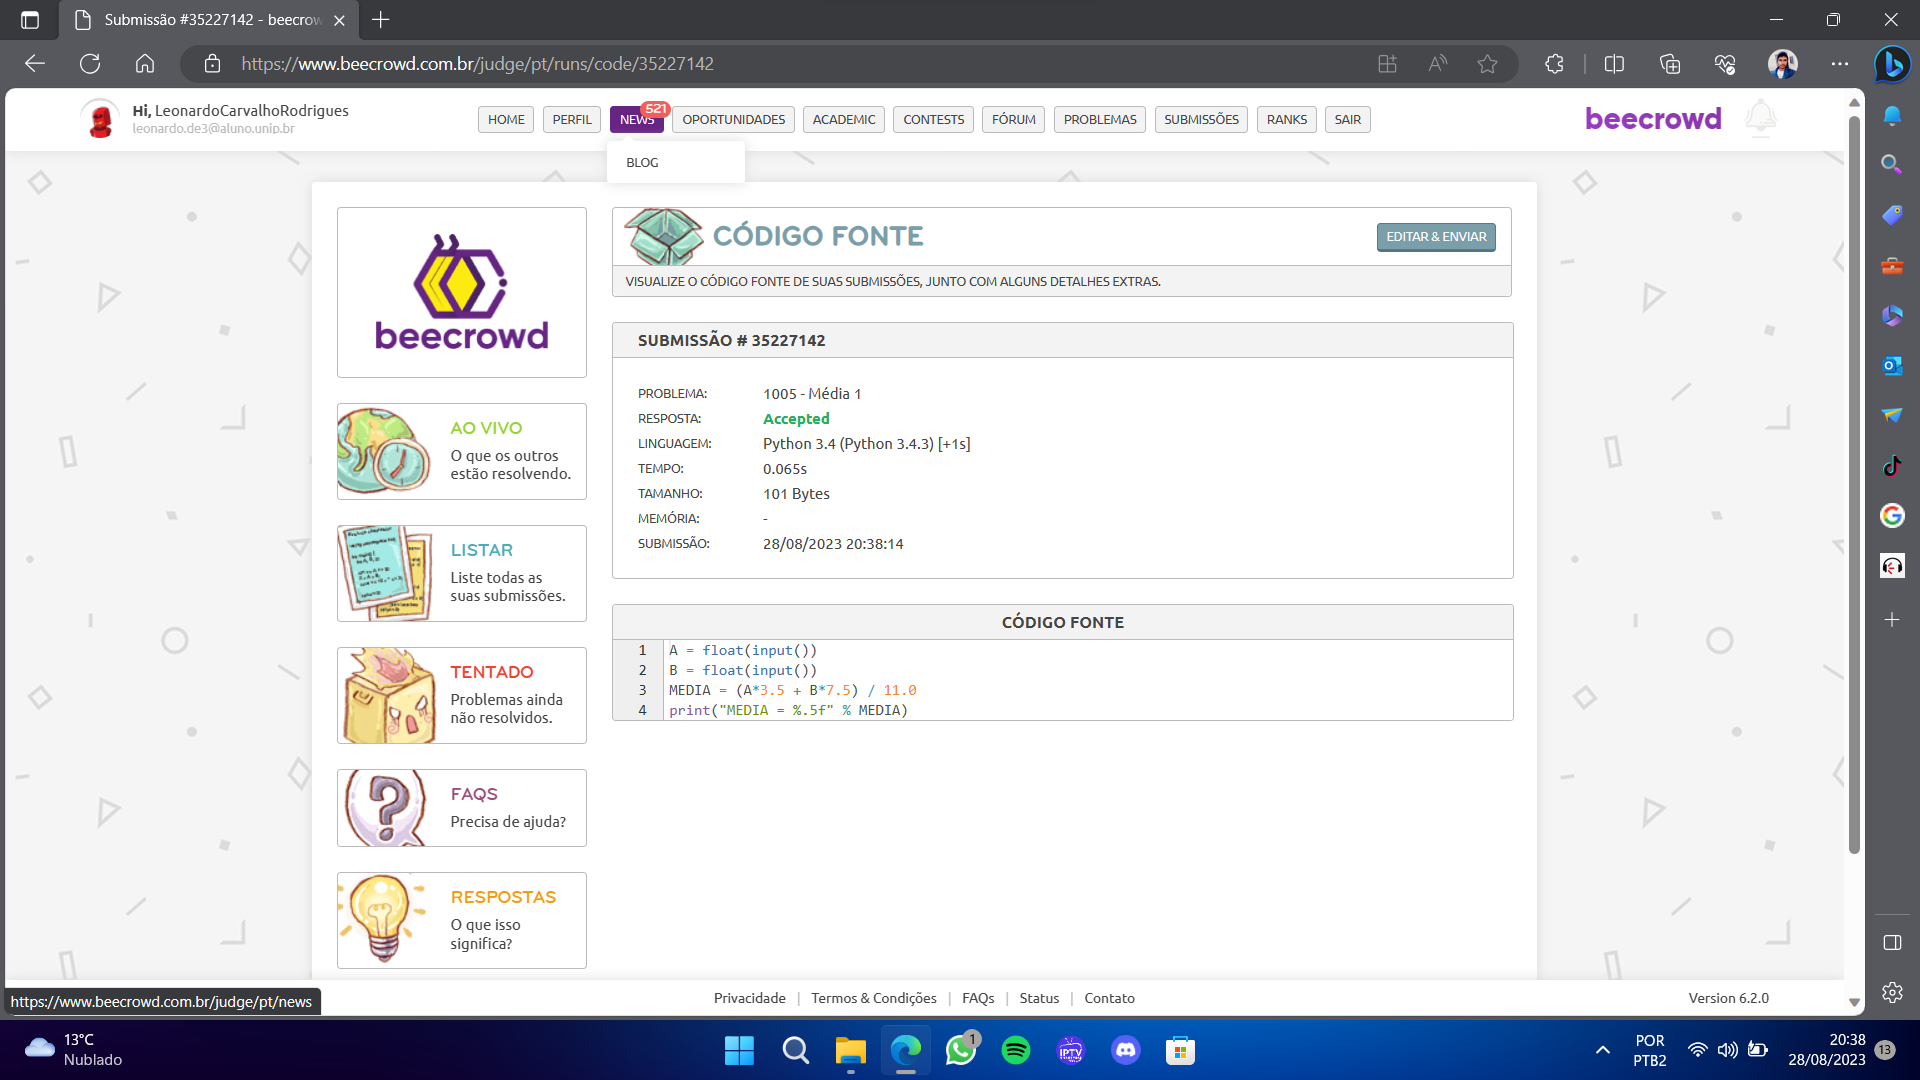 Submissão #35227142 - beecrow
https://www.beecrowd.com.br/judge/pt/runs/code/35227142
Hi, LeonardoCarvalhoRodrigues
leonardo.de3@aluno.unip.br
HOME
PERFIL
NEWS
521
OPORTUNIDADES
ACADEMIC
CONTESTS
FÓRUM
PROBLEMAS
SUBMISSÕES
RANKS
SAIR
beecrowd
BLOG
beecrowd
CÓDIGO FONTE
EDITAR & ENVIAR
VISUALIZE O CÓDIGO FONTE DE SUAS SUBMISSÕES, JUNTO COM ALGUNS DETALHES EXTRAS.
SUBMISSÃO # 35227142
PROBLEMA: 1005 - Média 1
RESPOSTA: Accepted
LINGUAGEM: Python 3.4 (Python 3.4.3) [+1s]
TEMPO: 0.065s
TAMANHO: 101 Bytes
MEMÓRIA: -
SUBMISSÃO: 28/08/2023 20:38:14
AO VIVO
O que os outros
estão resolvendo.
LISTAR
Liste todas as
suas submissões.
TENTADO
Problemas ainda
não resolvidos.
FAQS
Precisa de ajuda?
RESPOSTAS
O que isso
significa?
CÓDIGO FONTE
1 A = float(input())
2 B = float(input())
3 MEDIA = (A*3.5 + B*7.5) / 11.0
4 print("MEDIA = %.5f" % MEDIA)
https://www.beecrowd.com.br/judge/pt/news
Privacidade | Termos & Condições | FAQs | Status | Contato
Version 6.2.0
13°C
Nublado
1
IPTV
POR
PTB2
20:38
28/08/2023
13